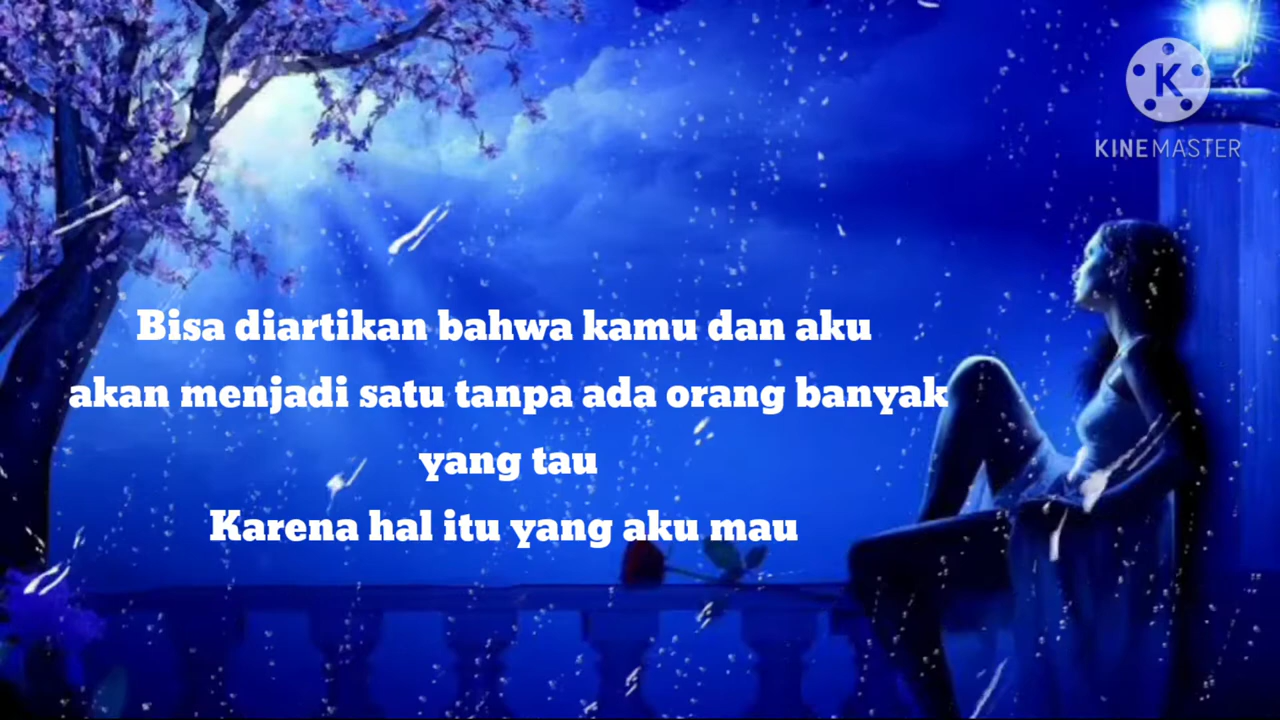 K
KINEMASTER
Bisa diartikan bahwa kamu dan aku
akan menjadi satu tanpa ada orang banyak
yang tau
Karena hal itu yang aku mau